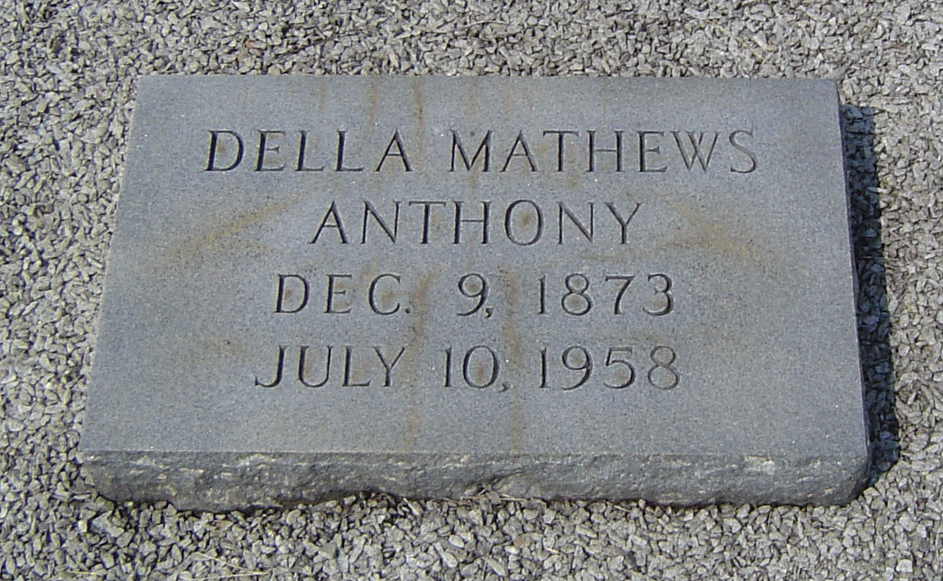 DELLA MATHEWS
ANTHONY
DEC. 9, 1873
JULY 10, 1958